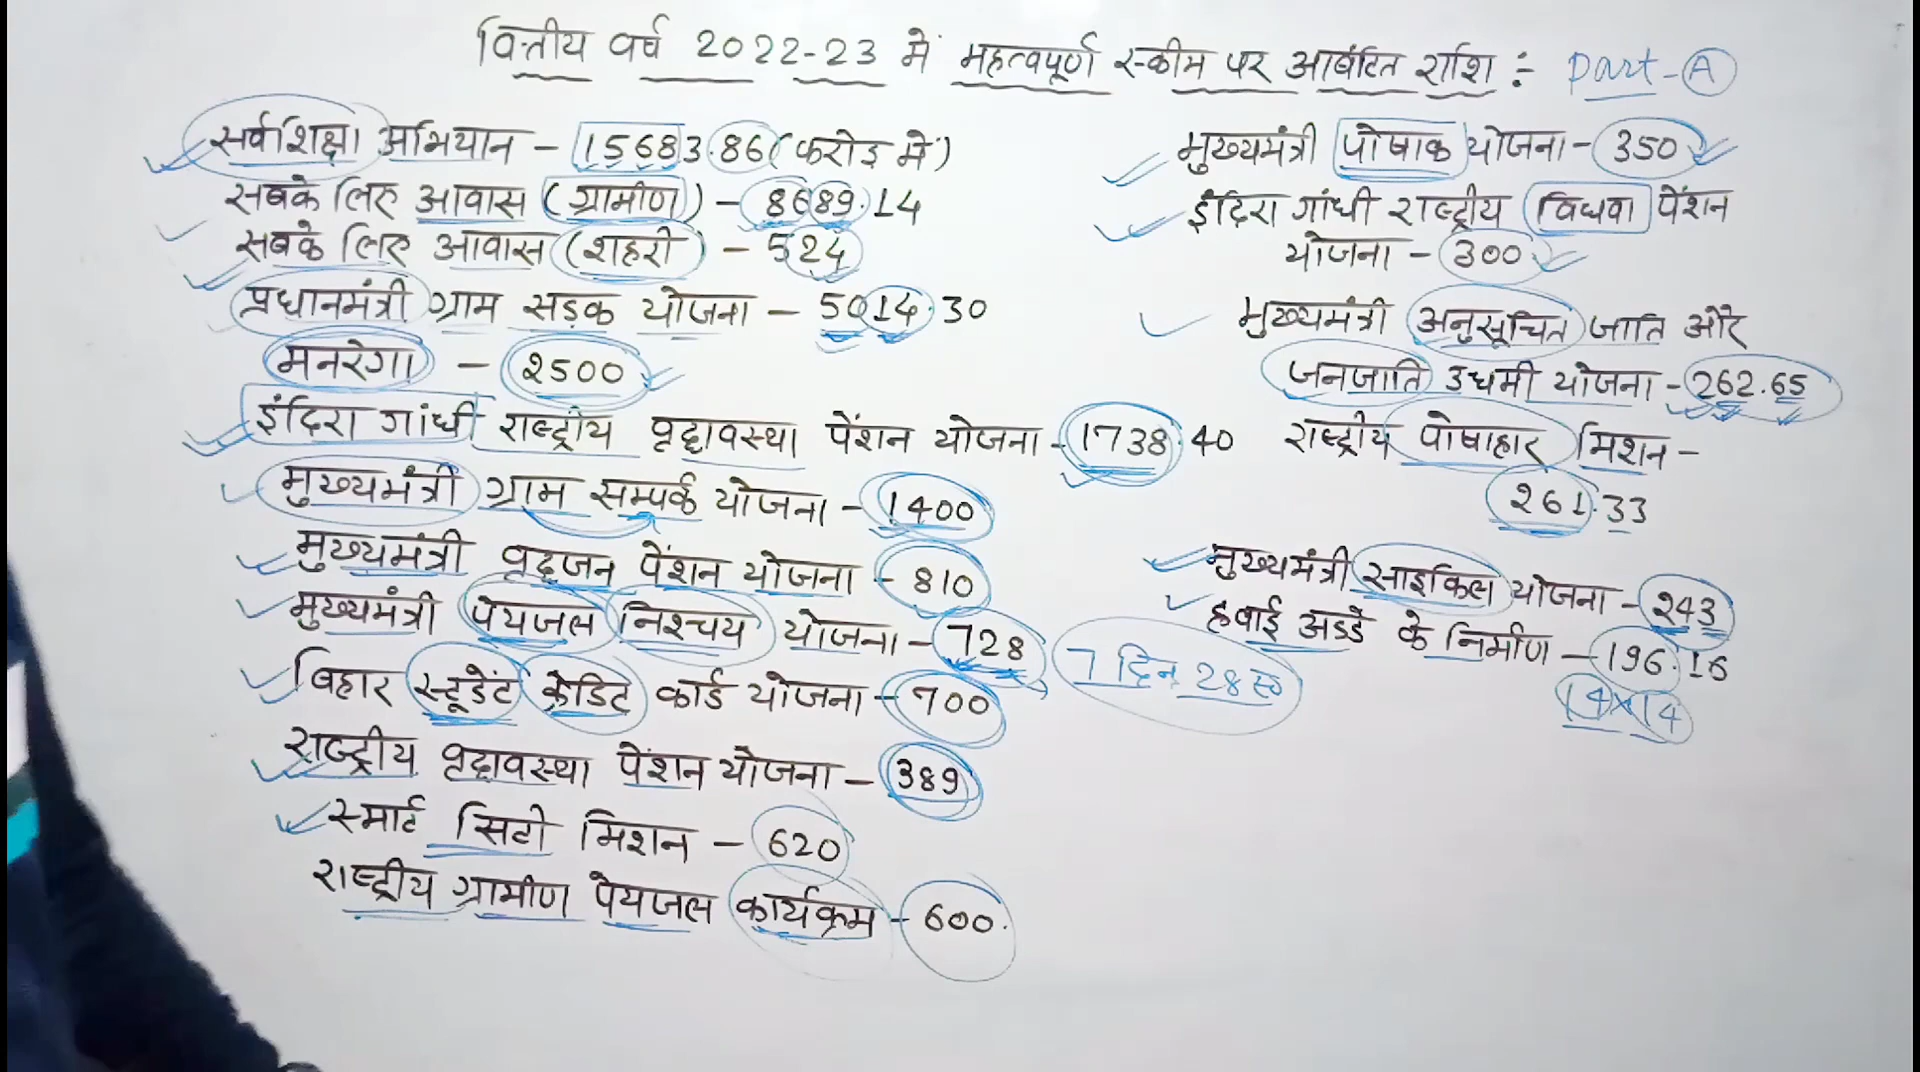 वित्तीय वर्ष 2022-23 में महत्वपूर्ण स्कीम पर आबंटित राशि :- Part-A
सर्वशिक्षा अभियान - 15683.86 (करोड़ में)
सबके लिए आवास (ग्रामीण) - 8689.14
सबके लिए आवास (शहरी) - 524
प्रधानमंत्री ग्राम सड़क योजना - 5014.30
मनरेगा - 2500
इंदिरा गांधी राष्ट्रीय वृद्धावस्था पेंशन योजना - 1738.40
मुख्यमंत्री ग्राम सम्पर्क योजना - 1400
मुख्यमंत्री वृद्धजन पेंशन योजना - 810
मुख्यमंत्री पेयजल निश्चय योजना - 728
7 दिन 28
बिहार स्टूडेंट क्रेडिट कार्ड योजना - 700
राष्ट्रीय वृद्धावस्था पेंशन योजना - 389
स्मार्ट सिटी मिशन - 620
राष्ट्रीय ग्रामीण पेयजल कार्यक्रम - 600.
मुख्यमंत्री पोषाक योजना - 350
इंदिरा गांधी राष्ट्रीय विधवा पेंशन
योजना - 300
मुख्यमंत्री अनुसूचित जाति और
जनजाति उधमी योजना - 262.65
राष्ट्रीय पोषाहार मिशन -
261.33
मुख्यमंत्री साइकिल योजना - 243
हवाई अड्डे के निर्माण - 196.16
14x14